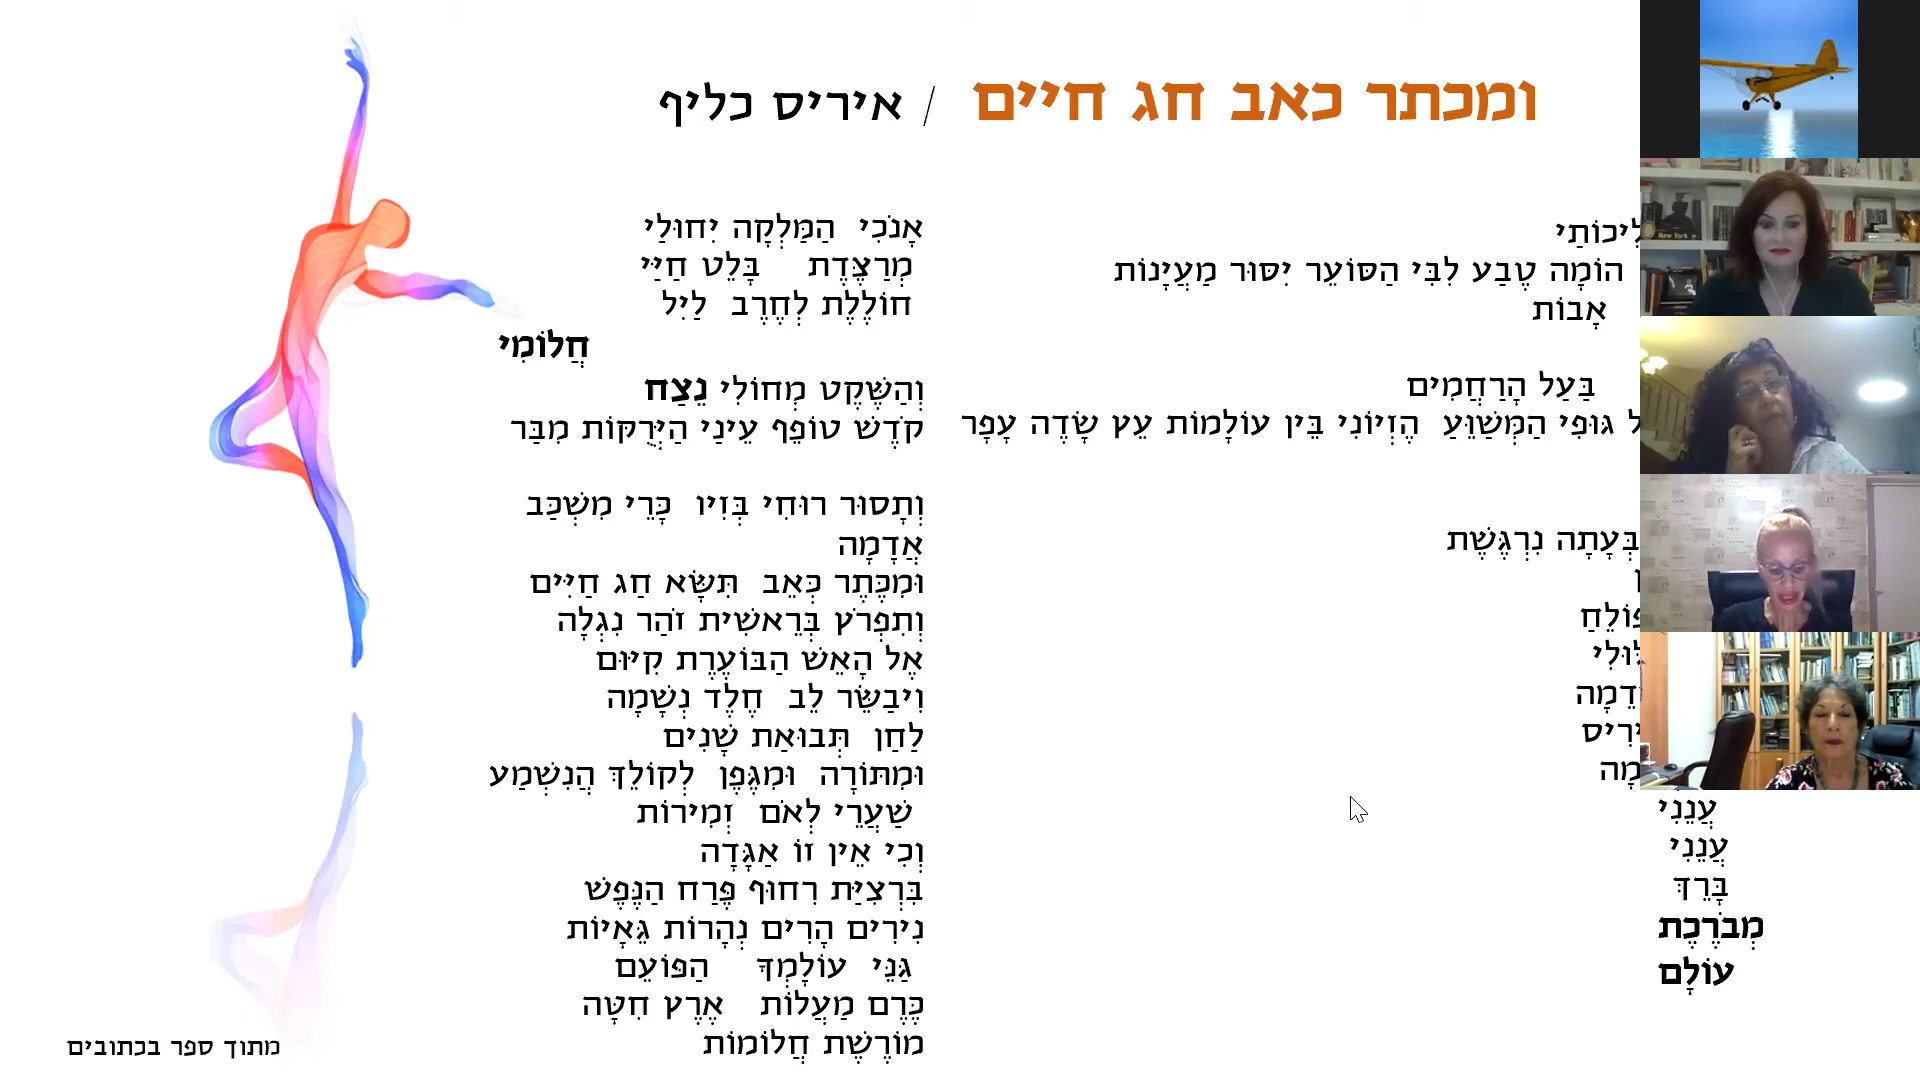 ומכתר כאב חג חיים / איריס כליף
הוֹמָה טֶבַע לִבִּי הַסּוֹעֵר יִסּוּר מַעֲיָנוֹת
אָבוֹת
בַּעַל הָרַחֲמִים
גּוּפִי הַמְּשַׁוֵּעַ הֶזְיוֹנִי בֵּין עוֹלָמוֹת עֵץ שָׂדֶה עָפָר
נִרְגֶּשֶׁת
עֲנֵנִי
עֲנֵנִי
בָּרֵךְ
מְבֹרֶכֶת
עוֹלָם
אָנֹכִי הַמַּלְקָה יִחוּלַי
מְרַצֶּדֶת בָּלֵט חַיַּי
חוֹלֶלֶת לְחֶרֶב לַיִל
חֲלוֹמִי
וְהַשֶּׁקֶט מְחוֹלִי נֵצַח
קֹדֶשׁ טוֹפֵף עֵינַי הַיְּרֻקּוֹת מִבַּר
וְתָסוּר רוּחִי בְּזִיו כָּרֵי מִשְׁכַּב
אֲדָמָה
וּמִכֶּתֶר כְּאֵב תִּשָּׂא חַג חַיִּים
וְתִפְרֹץ בְּרֵאשִׁית זֹהַר נִגְלָה
אֶל הָאֵשׁ הַבּוֹעֶרֶת קִיּוּם
וִיבַשֵּׂר לֵב חֶלֶד נְשָׁמָה
לַחַן תְּבוּאַת שָׁנִים
וּמִתּוֹרָה וּמִגֶּפֶן לְקוֹלֵךְ הַנִשְׁמַע
שַׁעֲרֵי לְאֹם זְמִירוֹת
וְכִי אֵין זוֹ אַגָּדָה
בִּרְצִיַּת רִחוּף פֶּרַח הַנֶּפֶשׁ
נִירִים הָרִים נְהָרוֹת גֵּאָיוֹת
גַּנֵּי עוֹלָמְךָ הַפּוֹעֵם
כֶּרֶם מַעֲלוֹת אֶרֶץ חִטָּה
מוֹרֶשֶׁת חֲלוֹמוֹת
מתוך ספר בכתובים
New York